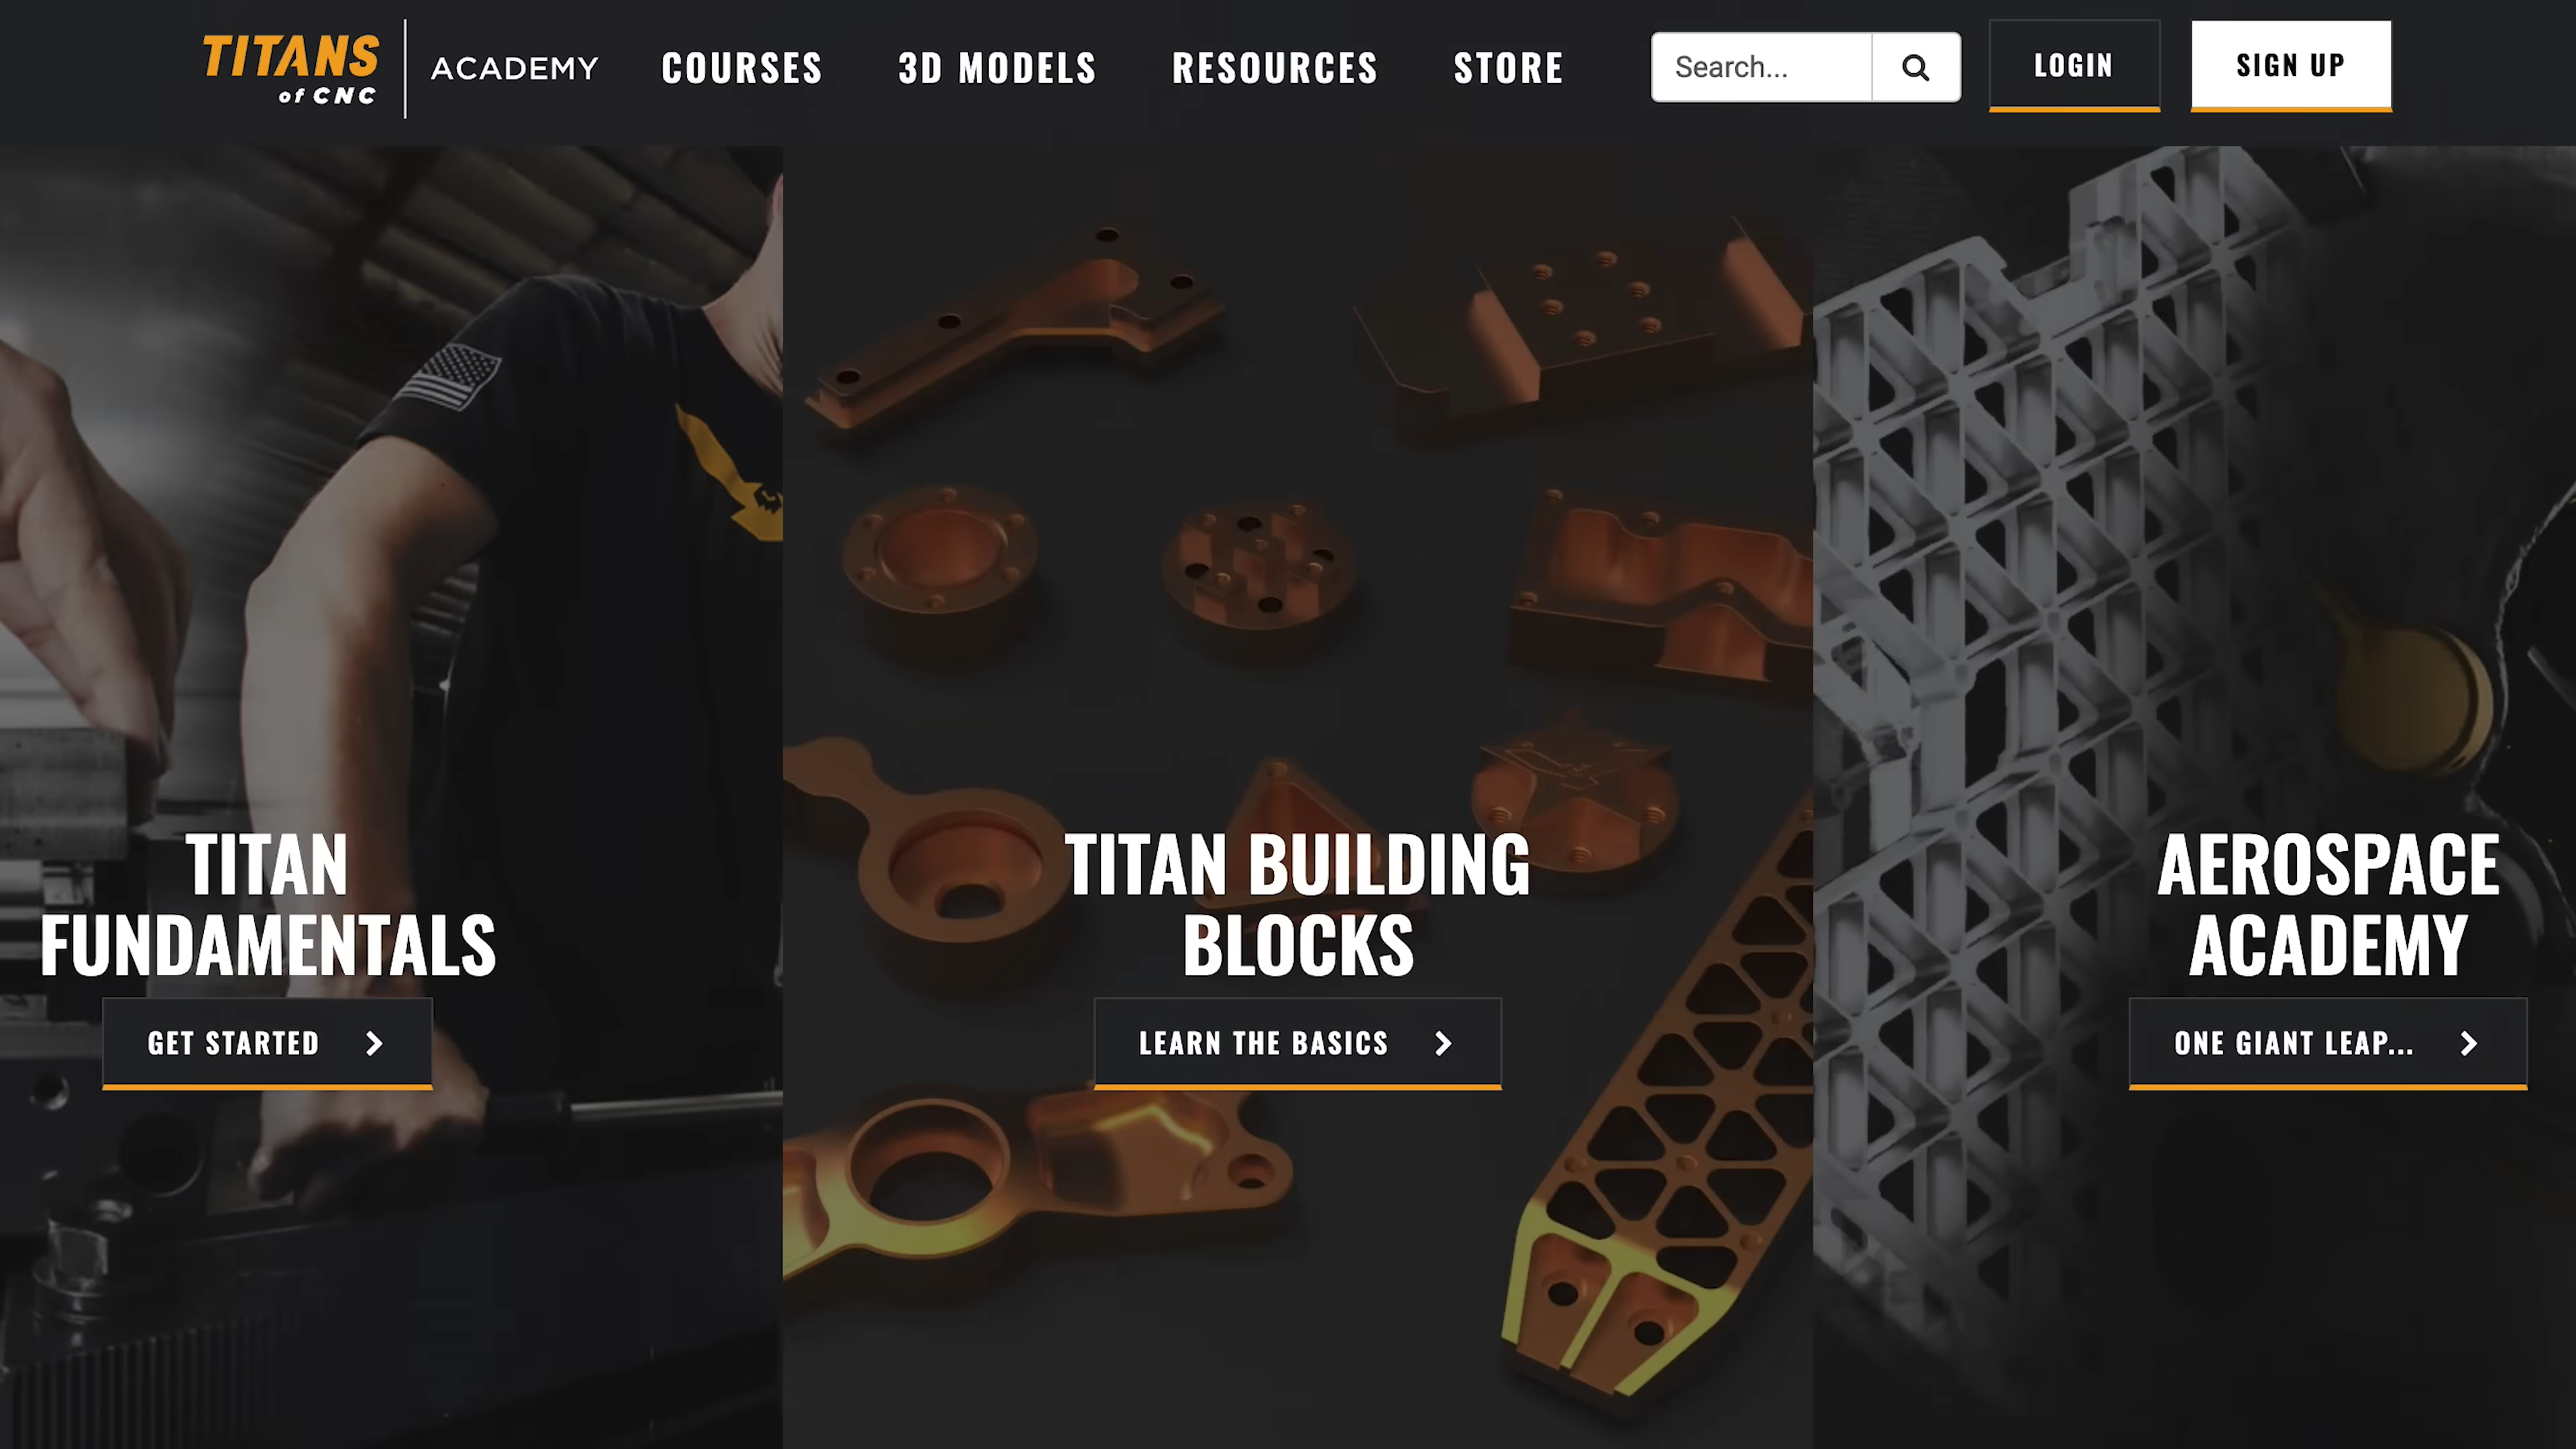 TITANS
of CNC
ACADEMY
COURSES
3D MODELS
RESOURCES
STORE
Search...
LOGIN
SIGN UP
TITAN
FUNDAMENTALS
GET STARTED
TITAN BUILDING
BLOCKS
LEARN THE BASICS
AEROSPACE
ACADEMY
ONE GIANT LEAP...